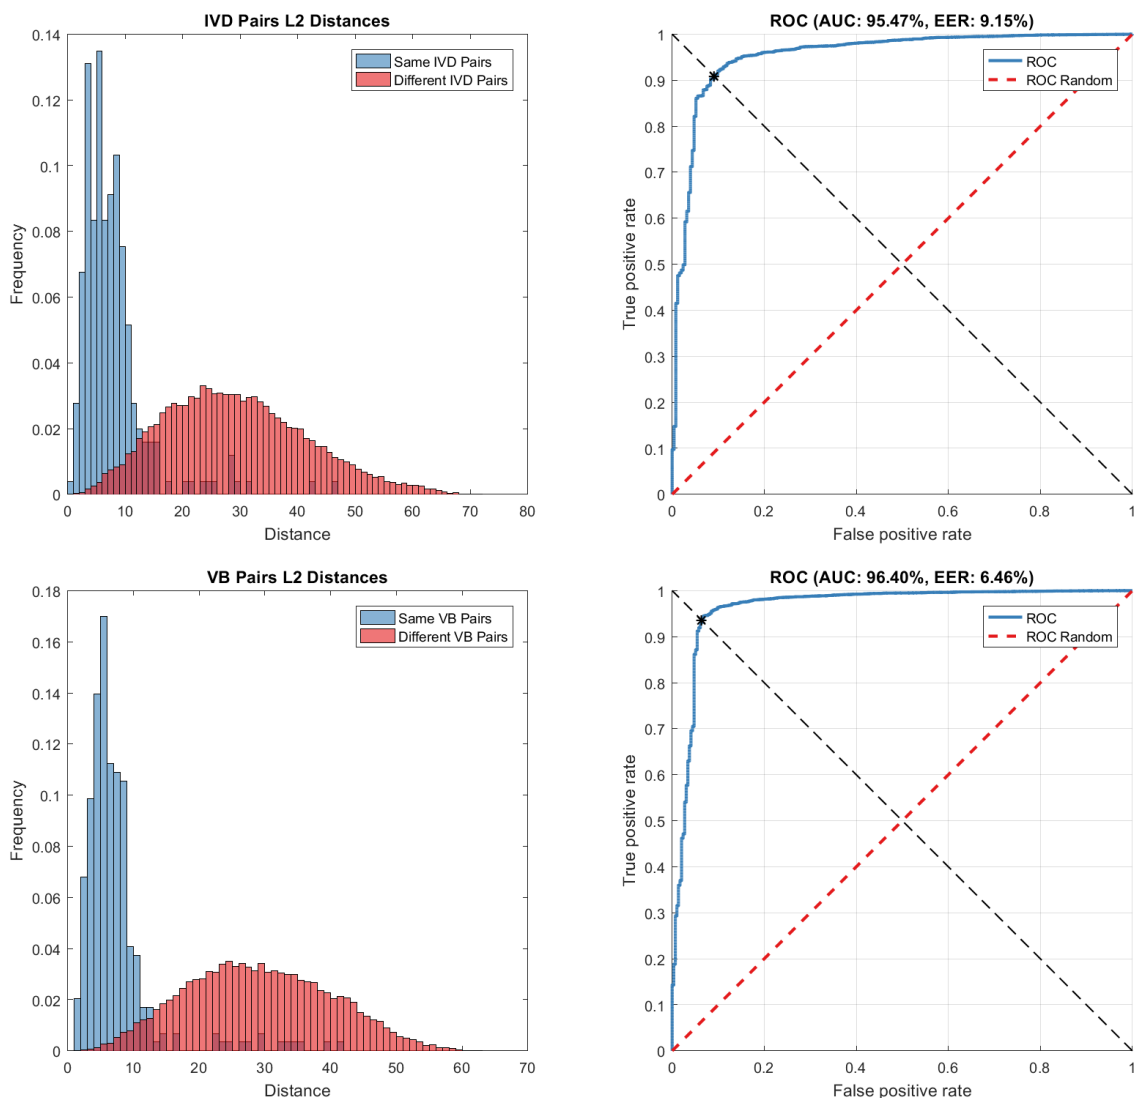 IVD Pairs L2 Distances
0.14
0.12
0.1
0.08
0.06
0.04
0.02
0
Frequency
Same IVD Pairs
Different IVD Pairs
0 10 20 30 40 50 60 70 80
Distance
ROC (AUC: 95.47%, EER: 9.15%)
1
0.9
0.8
0.7
0.6
0.5
0.4
0.3
0.2
0.1
0
True positive rate
ROC
ROC Random
0 0.2 0.4 0.6 0.8 1
False positive rate
VB Pairs L2 Distances
0.18
0.16
0.14
0.12
0.1
0.08
0.06
0.04
0.02
0
Frequency
Same VB Pairs
Different VB Pairs
0 10 20 30 40 50 60 70
Distance
ROC (AUC: 96.40%, EER: 6.46%)
1
0.9
0.8
0.7
0.6
0.5
0.4
0.3
0.2
0.1
0
True positive rate
ROC
ROC Random
0 0.2 0.4 0.6 0.8 1
False positive rate